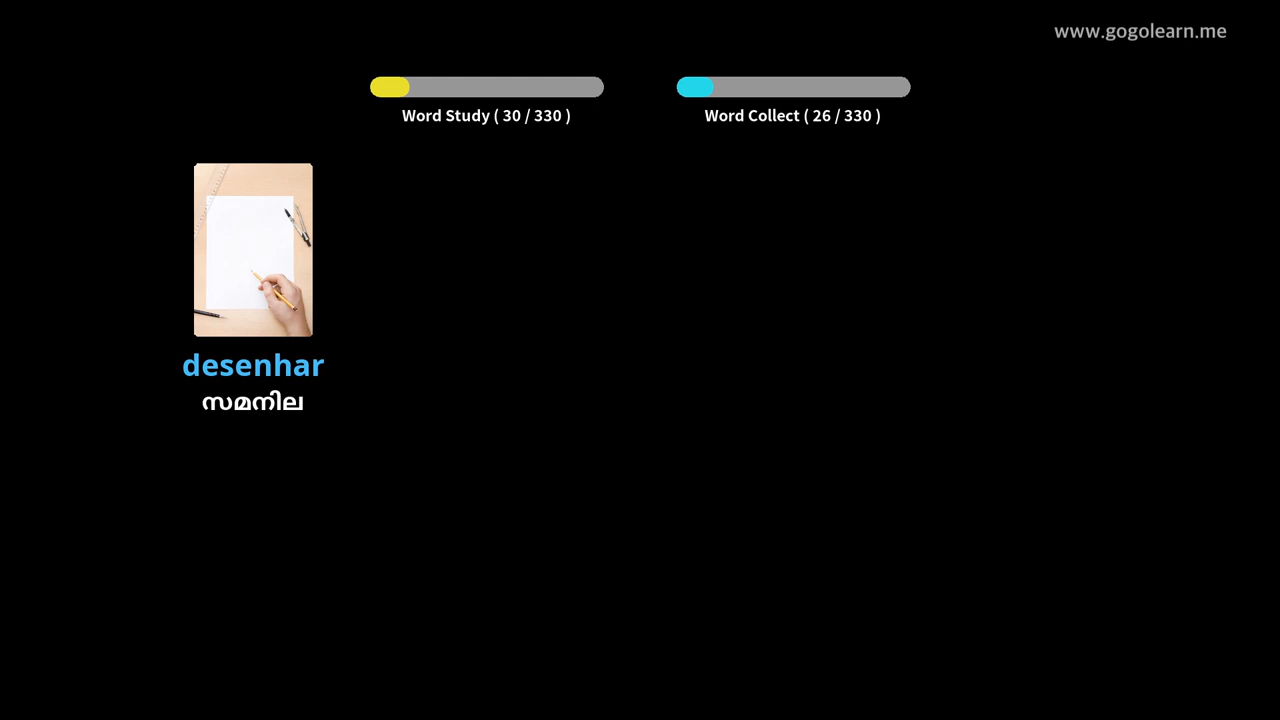 www.gogolearn.me
Word Study ( 30 / 330 )
Word Collect ( 26 / 330 )
desenhar
സമനില